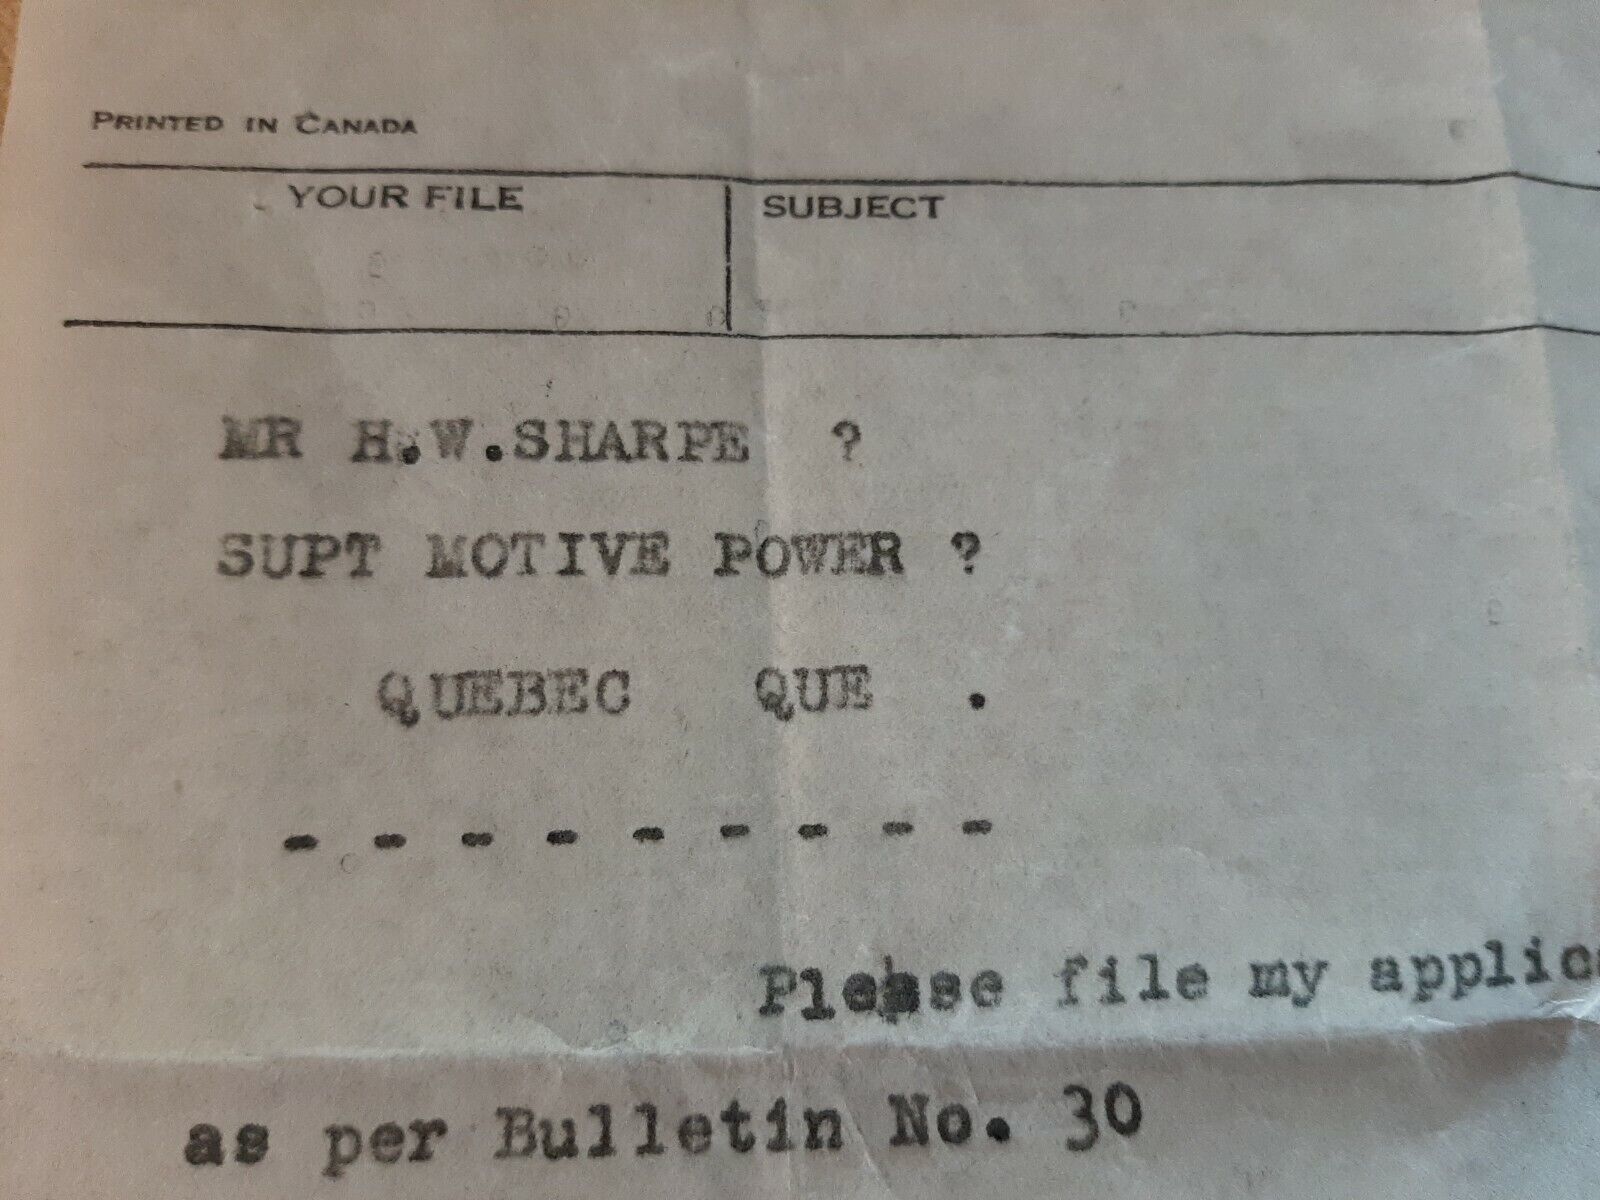 PRINTED IN CANADA
YOUR FILE SUBJECT
MR H.W.SHARPE ?
SUPT MOTIVE POWER ?
QUEBEC QUE .
- - - - - - - - -
Please file my applic
as per Bulletin No. 30